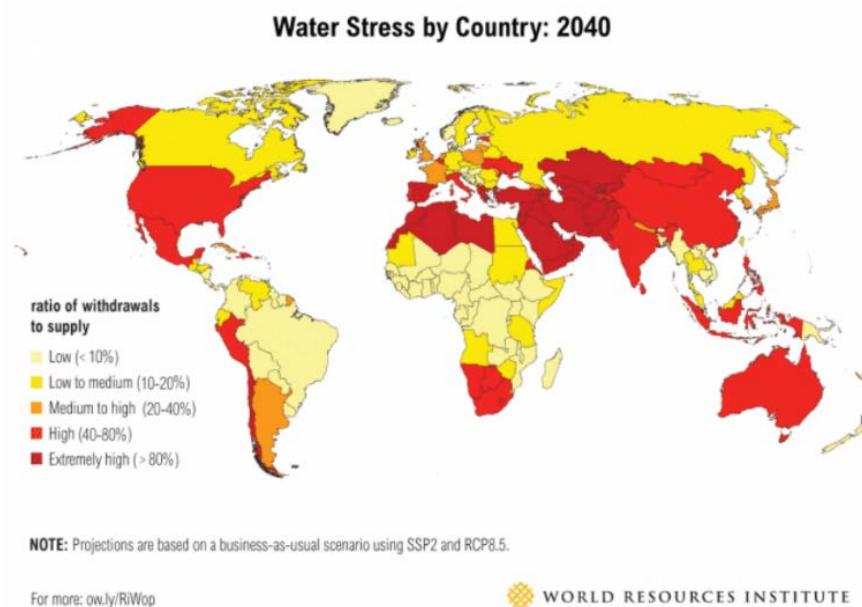 Water Stress by Country: 2040
ratio of withdrawals
to supply
Low (< 10%)
Low to medium (10-20%)
Medium to high (20-40%)
High (40-80%)
Extremely high (> 80%)
NOTE: Projections are based on a business-as-usual scenario using SSP2 and RCP8.5.
For more: ow.ly/RiWop
WORLD RESOURCES INSTITUTE